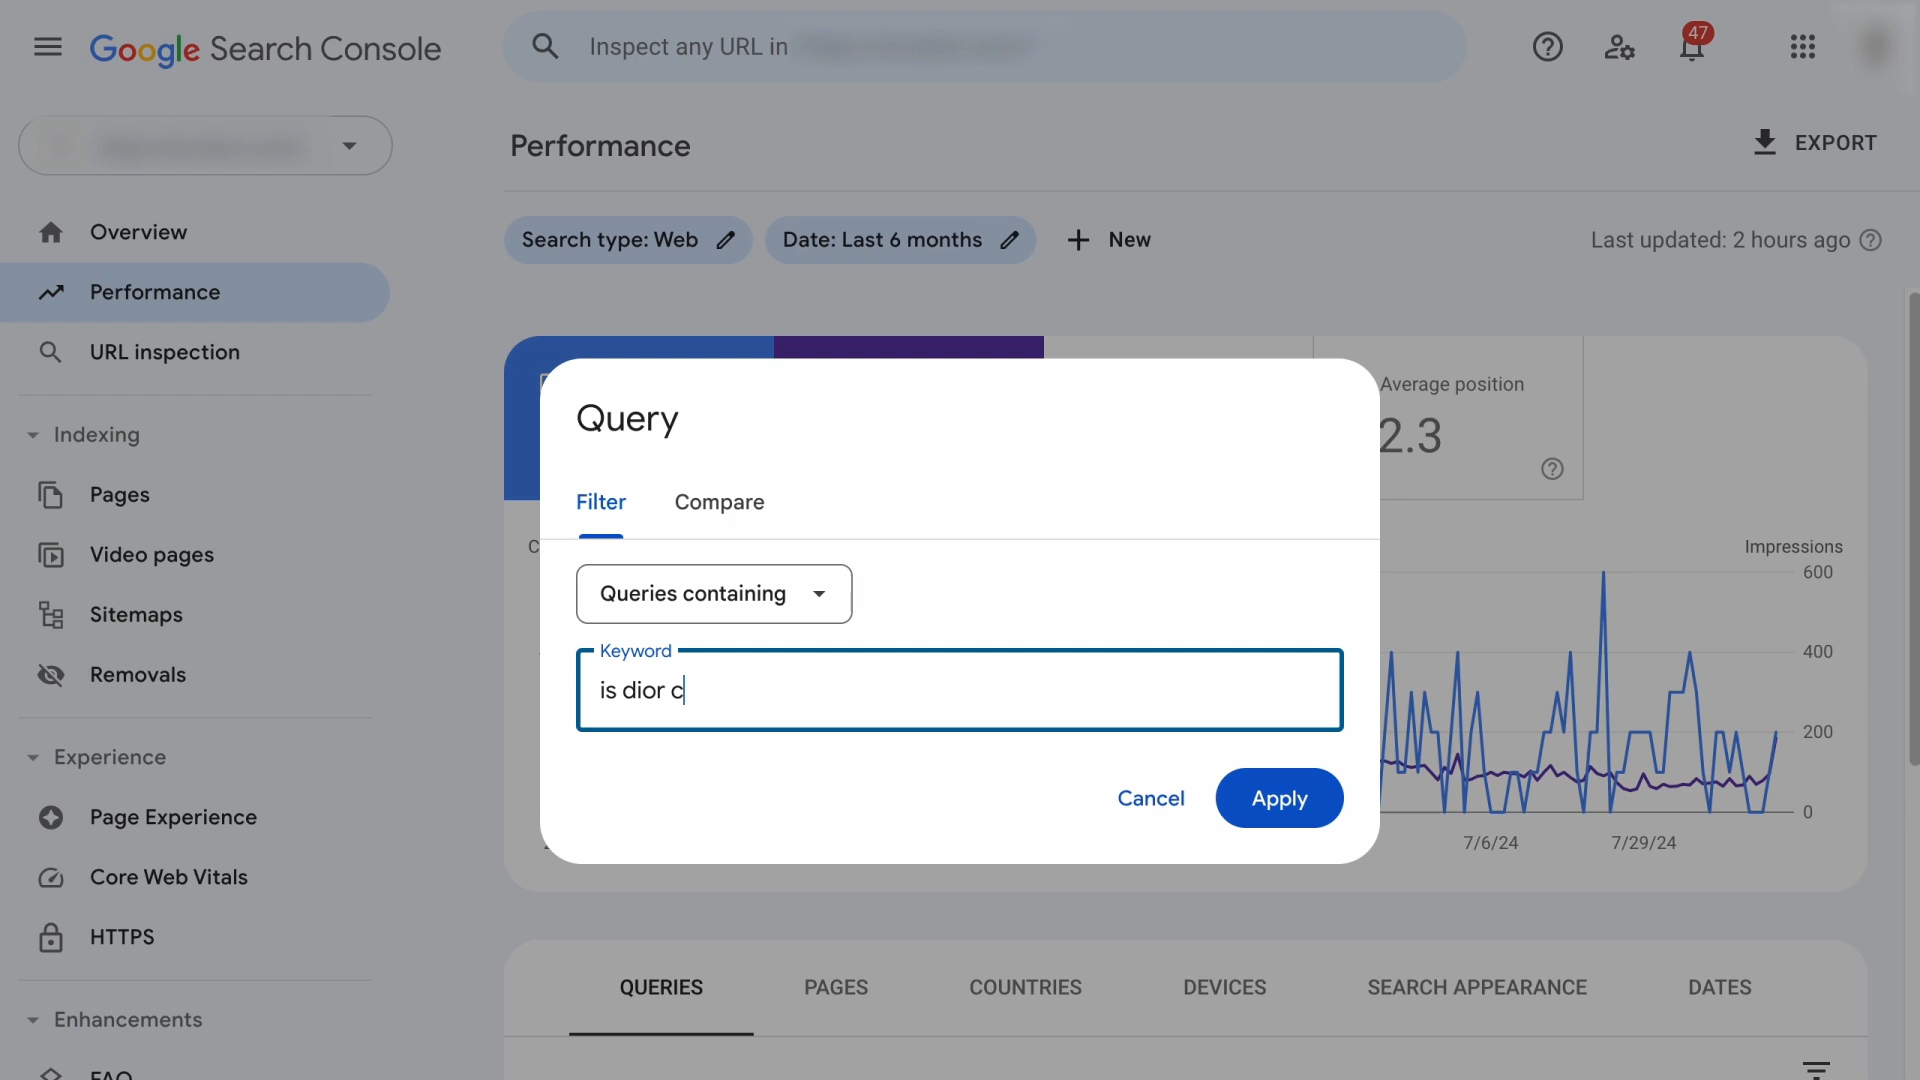 Google Search Console
Inspect any URL in
47
Performance
EXPORT
Search type: Web
Date: Last 6 months
New
Last updated: 2 hours ago
Overview
Performance
URL inspection
Indexing
Pages
Video pages
Sitemaps
Removals
Experience
Page Experience
Core Web Vitals
HTTPS
Enhancements
FAQ
Average position
2.3
Query
Filter
Compare
Queries containing
Keyword
is dior c
Cancel
Apply
Impressions
600
400
200
0
7/6/24
7/29/24
QUERIES
PAGES
COUNTRIES
DEVICES
SEARCH APPEARANCE
DATES